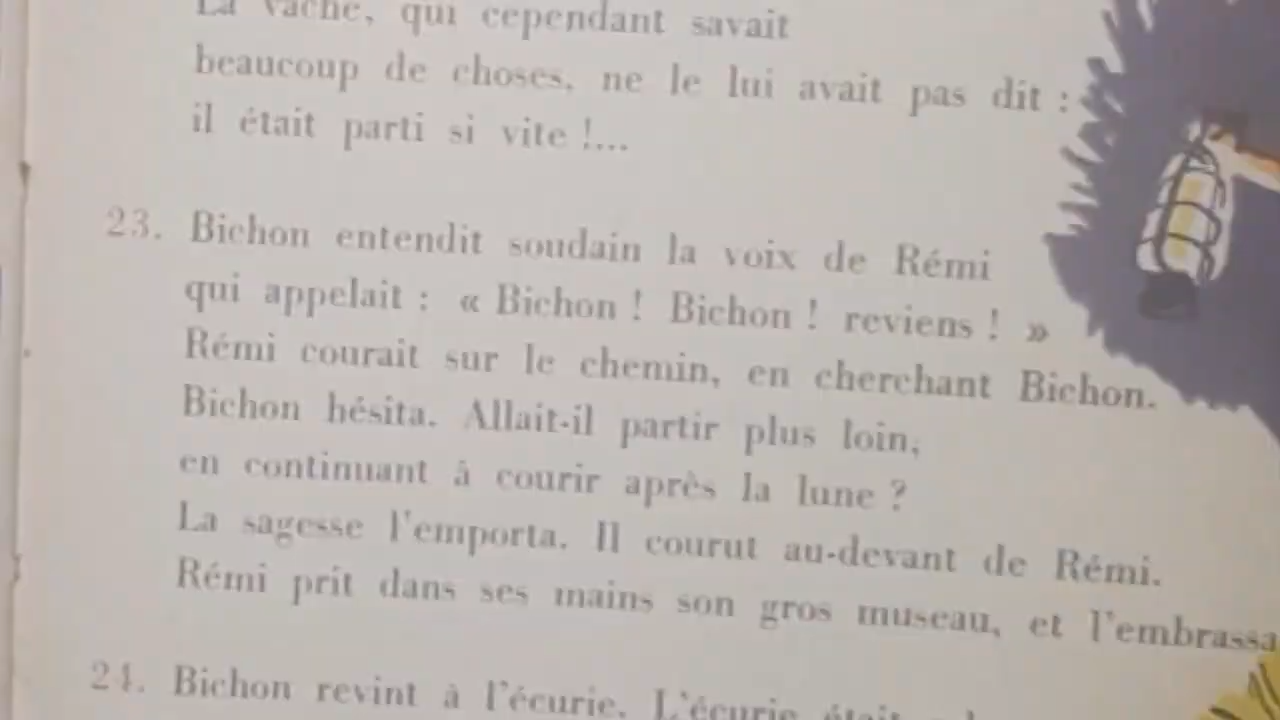 La vache, qui cependant savait
beaucoup de choses, ne le lui avait pas dit :
il était parti si vite !...
23. Bichon entendit soudain la voix de Rémi
qui appelait : « Bichon ! Bichon ! reviens ! »
Rémi courait sur le chemin, en cherchant Bichon.
Bichon hésita. Allait-il partir plus loin,
en continuant à courir après la lune ?
La sagesse l'emporta. Il courut au-devant de Rémi.
Rémi prit dans ses mains son gros museau, et l'embrassa
24. Bichon revint à l'écurie. L'écurie était